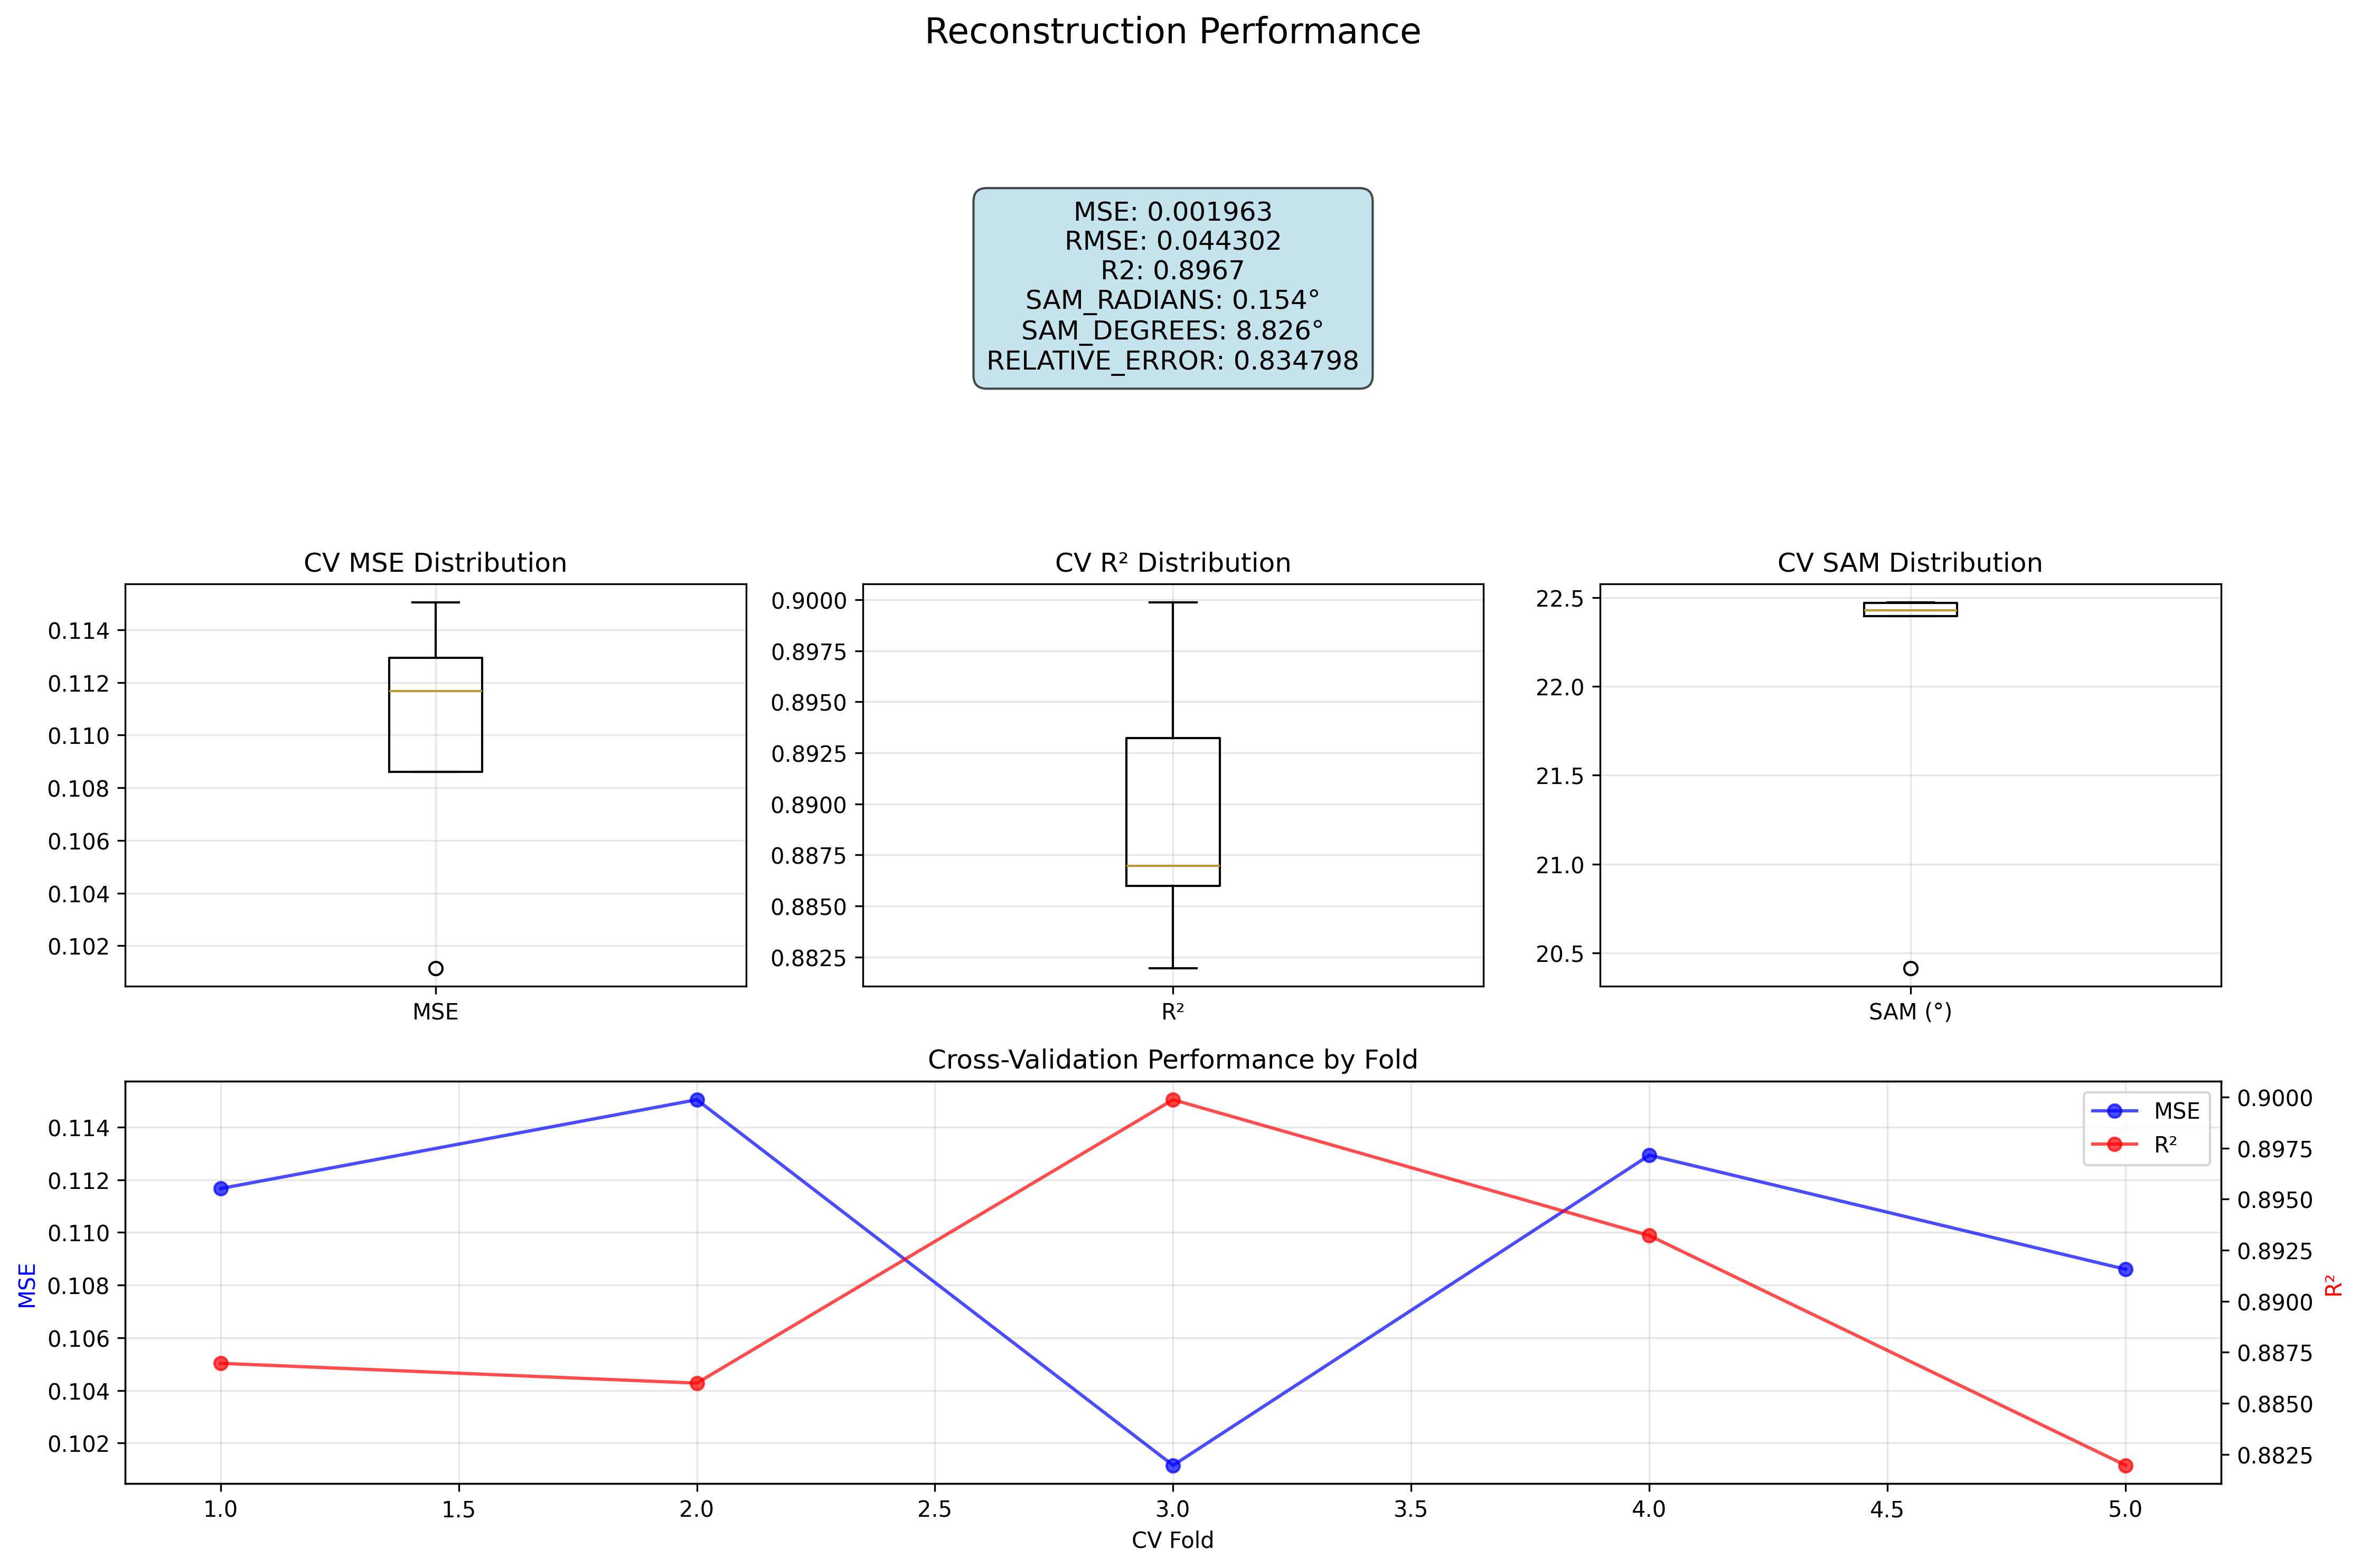 Reconstruction Performance
MSE: 0.001963
RMSE: 0.044302
R2: 0.8967
SAM_RADIANS: 0.154°
SAM_DEGREES: 8.826°
RELATIVE_ERROR: 0.834798
CV MSE Distribution
0.114
0.112
0.110
0.108
0.106
0.104
0.102
MSE
CV R² Distribution
0.9000
0.8975
0.8950
0.8925
0.8900
0.8875
0.8850
0.8825
R²
CV SAM Distribution
22.5
22.0
21.5
21.0
20.5
SAM (°)
Cross-Validation Performance by Fold
MSE
0.114
0.112
0.110
0.108
0.106
0.104
0.102
MSE
R²
0.9000
0.8975
0.8950
0.8925
0.8900
0.8875
0.8850
0.8825
R²
1.0 1.5 2.0 2.5 3.0 3.5 4.0 4.5 5.0
CV Fold